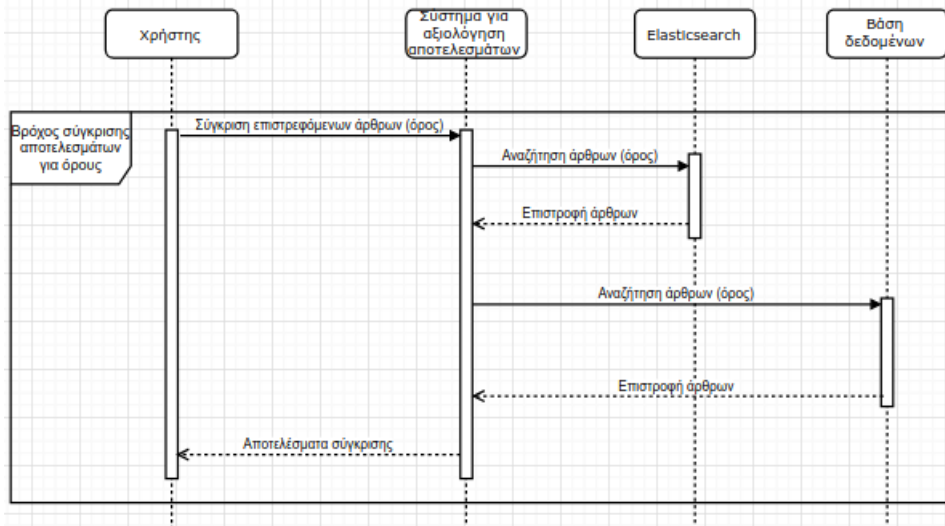 Χρήστης
Σύστημα για
αξιολόγηση
αποτελεσμάτων
Elasticsearch
Βάση
δεδομένων
Βρόχος σύγκρισης
αποτελεσμάτων
για όρους
Σύγκριση επιστρεφόμενων άρθρων (όρος)
Αναζήτηση άρθρων (όρος)
Επιστροφή άρθρων
Αναζήτηση άρθρων (όρος)
Επιστροφή άρθρων
Αποτελέσματα σύγκρισης